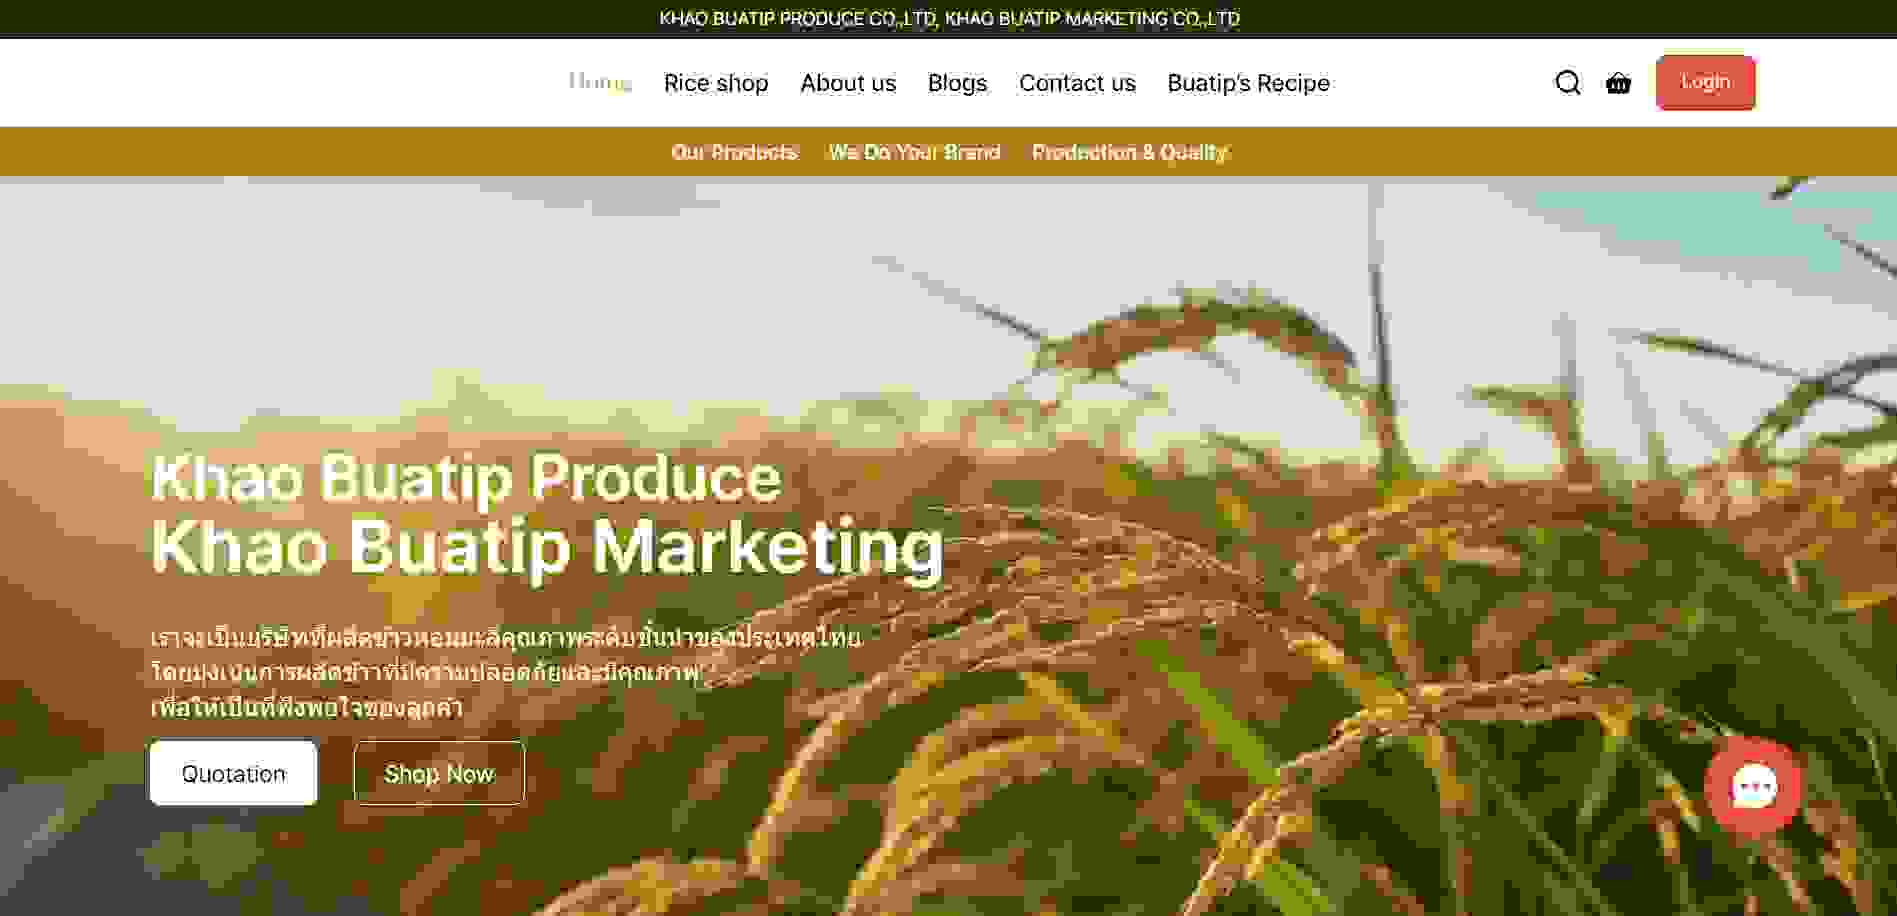 KHAO BUATIP PRODUCE CO.,LTD, KHAO BUATIP MARKETING CO.,LTD
Home Rice shop About us Blogs Contact us Buatip's Recipe Login
Our Products We Do Your Brand Production & Quality
Khao Buatip Produce
Khao Buatip Marketing
เราจะเป็นบริษัทที่ผลิตข้าวหอมมะลิคุณภาพระดับชั้นนำของประเทศไทย
โดยมุ่งเน้นการผลิตข้าวที่มีความปลอดภัยและมีคุณภาพ
เพื่อให้เป็นที่พึงพอใจของลูกค้า
Quotation Shop Now